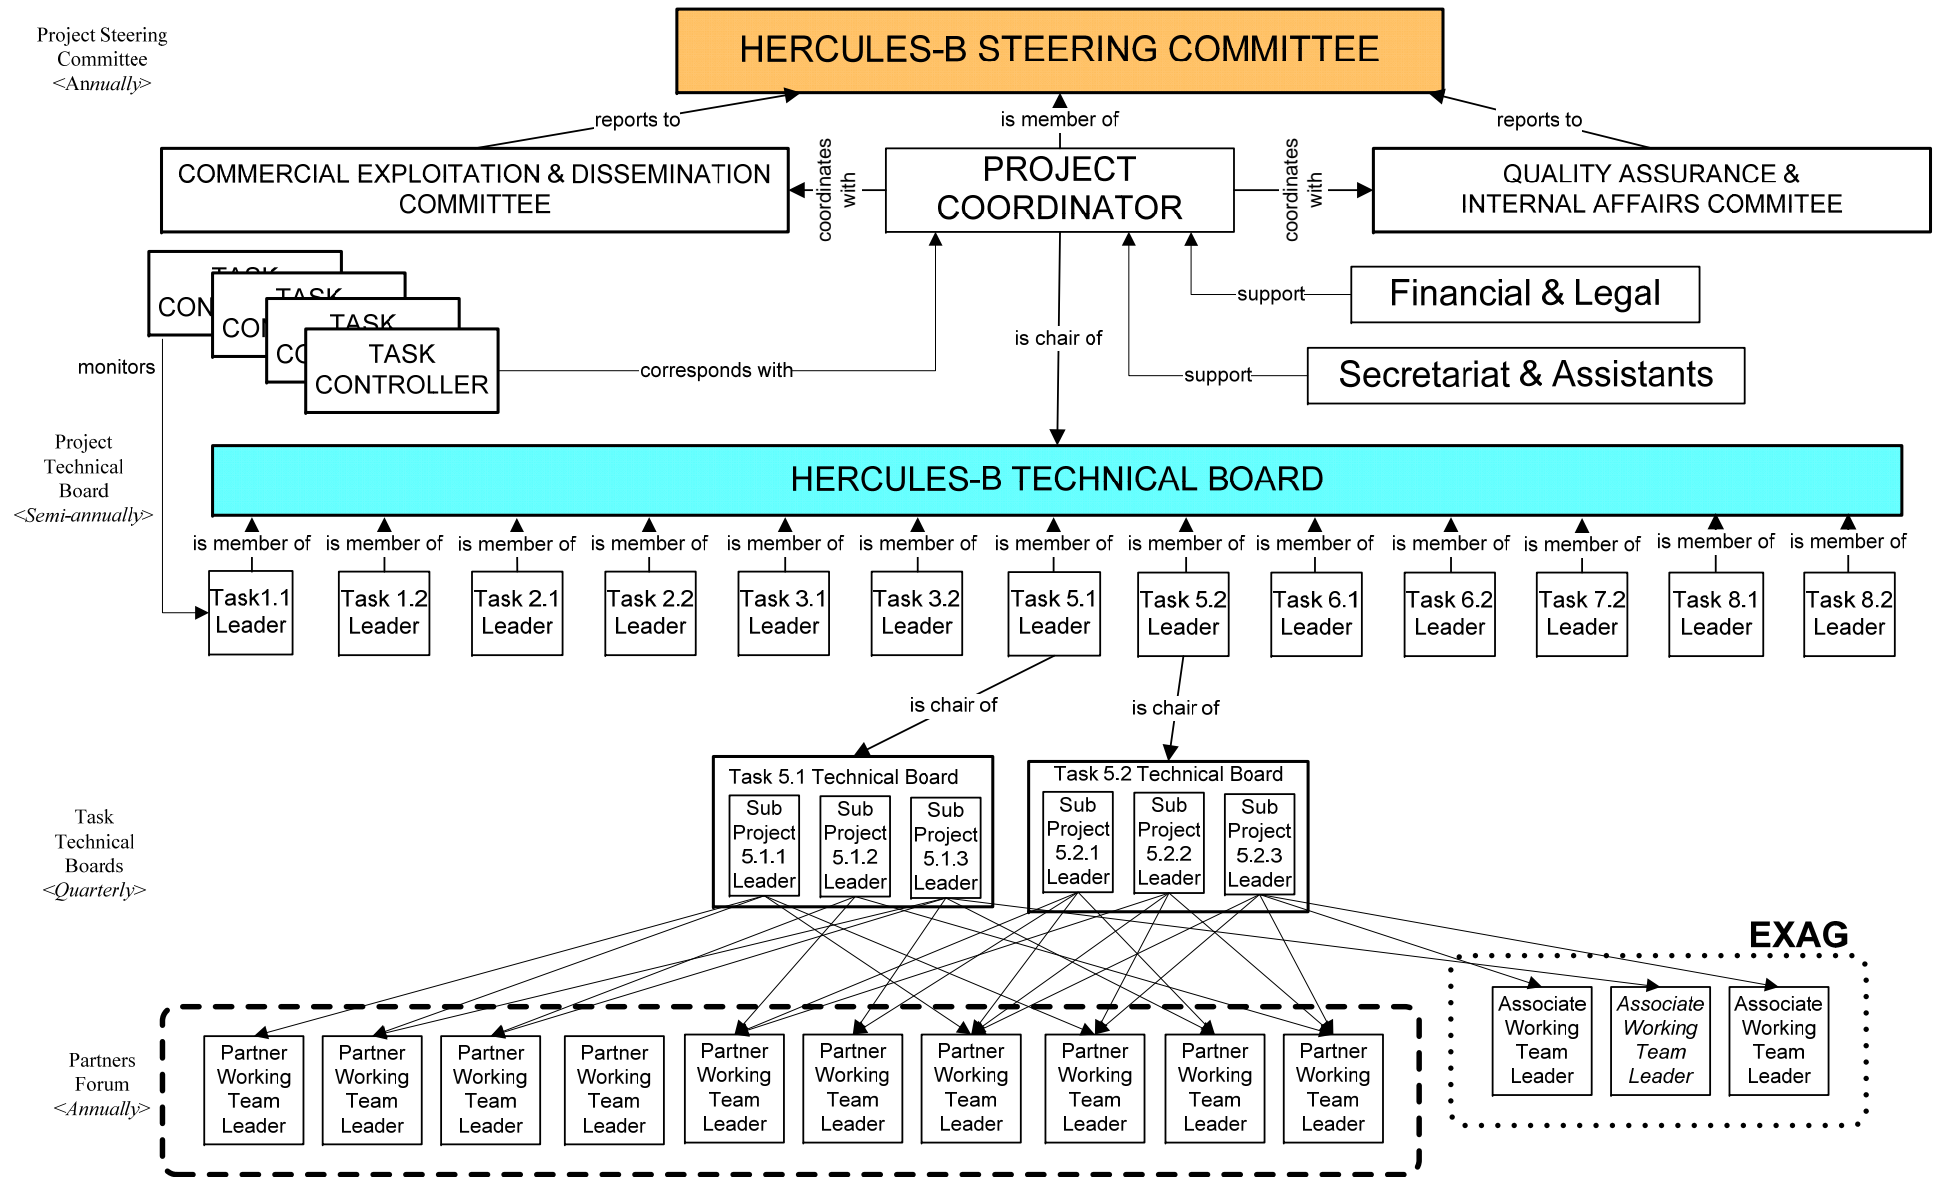 Project Steering
Committee
<Annually>
HERCULES-B STEERING COMMITTEE
reports to
is member of
reports to
COMMERCIAL EXPLOITATION & DISSEMINATION
COMMITTEE
coordinates
with
PROJECT
COORDINATOR
coordinates
with
QUALITY ASSURANCE &
INTERNAL AFFAIRS COMMITEE
TASK
CON
TASK
CO
TASK
CO
TASK
CONTROLLER
monitors
corresponds with
is chair of
support
Financial & Legal
support
Secretariat & Assistants
Project
Technical
Board
<Semi-annually>
HERCULES-B TECHNICAL BOARD
is member of
is member of
is member of
is member of
is member of
is member of
is member of
is member of
is member of
is member of
is member of
is member of
is member of
Task1.1
Leader
Task 1.2
Leader
Task 2.1
Leader
Task 2.2
Leader
Task 3.1
Leader
Task 3.2
Leader
Task 5.1
Leader
Task 5.2
Leader
Task 6.1
Leader
Task 6.2
Leader
Task 7.2
Leader
Task 8.1
Leader
Task 8.2
Leader
is chair of
is chair of
Task
Technical
Boards
<Quarterly>
Task 5.1 Technical Board
Sub
Project
5.1.1
Leader
Sub
Project
5.1.2
Leader
Sub
Project
5.1.3
Leader
Task 5.2 Technical Board
Sub
Project
5.2.1
Leader
Sub
Project
5.2.2
Leader
Sub
Project
5.2.3
Leader
EXAG
Associate
Working
Team
Leader
Associate
Working
Team
Leader
Associate
Working
Team
Leader
Partners
Forum
<Annually>
Partner
Working
Team
Leader
Partner
Working
Team
Leader
Partner
Working
Team
Leader
Partner
Working
Team
Leader
Partner
Working
Team
Leader
Partner
Working
Team
Leader
Partner
Working
Team
Leader
Partner
Working
Team
Leader
Partner
Working
Team
Leader
Partner
Working
Team
Leader